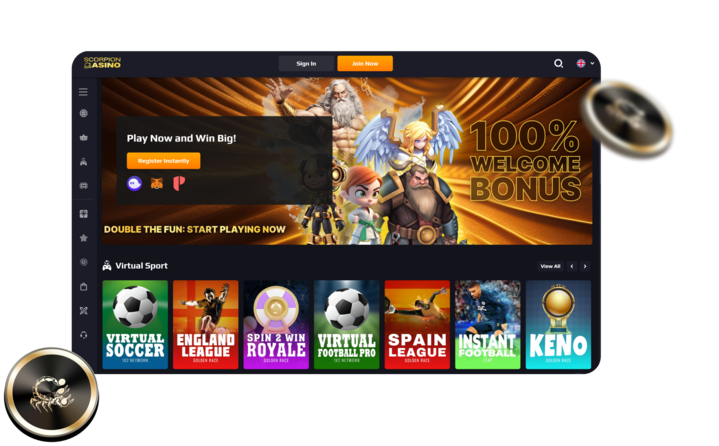 SCORPION
CASINO
Sign In
Join Now
Play Now and Win Big!
Register Instantly
100%
WELCOME
BONUS
DOUBLE THE FUN: START PLAYING NOW
Virtual Sport
View All
VIRTUAL
SOCCER
1X2 NETWORK
ENGLAND
LEAGUE
GOLDEN RACE
SPIN 2 WIN
ROYALE
GOLDEN RACE
VIRTUAL
FOOTBALL PRO
1X2 NETWORK
SPAIN
LEAGUE
GOLDEN RACE
INSTANT
FOOTBALL
KENO
GOLDEN RACE